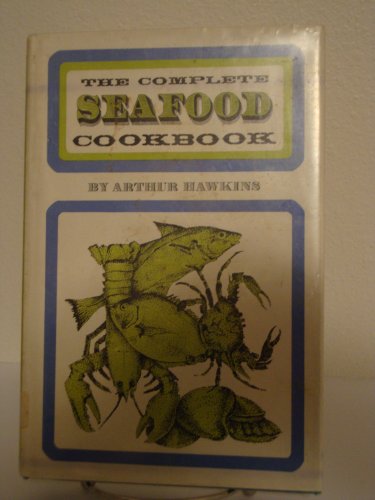 THE COMPLETE
SEAFOOD
COOKBOOK
BY ARTHUR HAWKINS